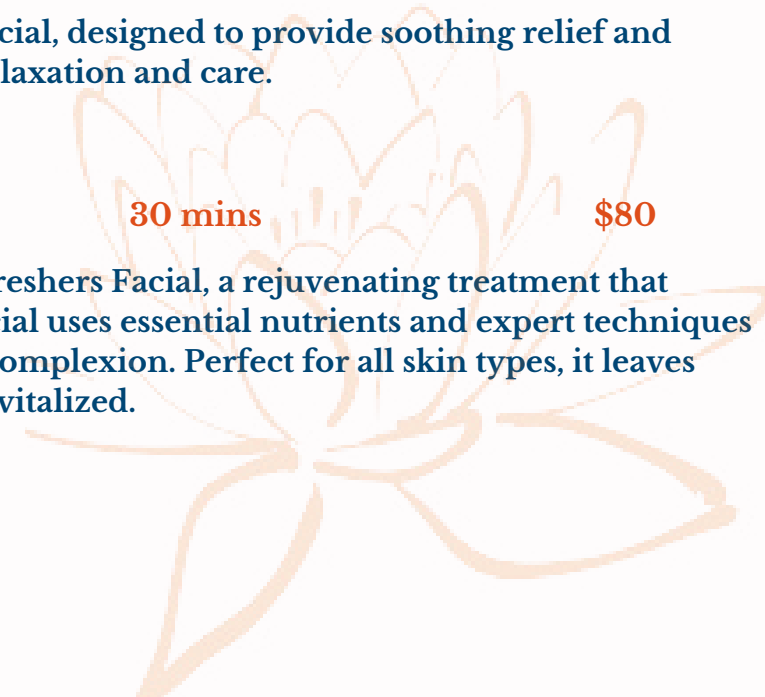 cial, designed to provide soothing relief and
laxation and care.
30 mins $80
reshers Facial, a rejuvenating treatment that
cial uses essential nutrients and expert techniques
omplexion. Perfect for all skin types, it leaves
vitalized.